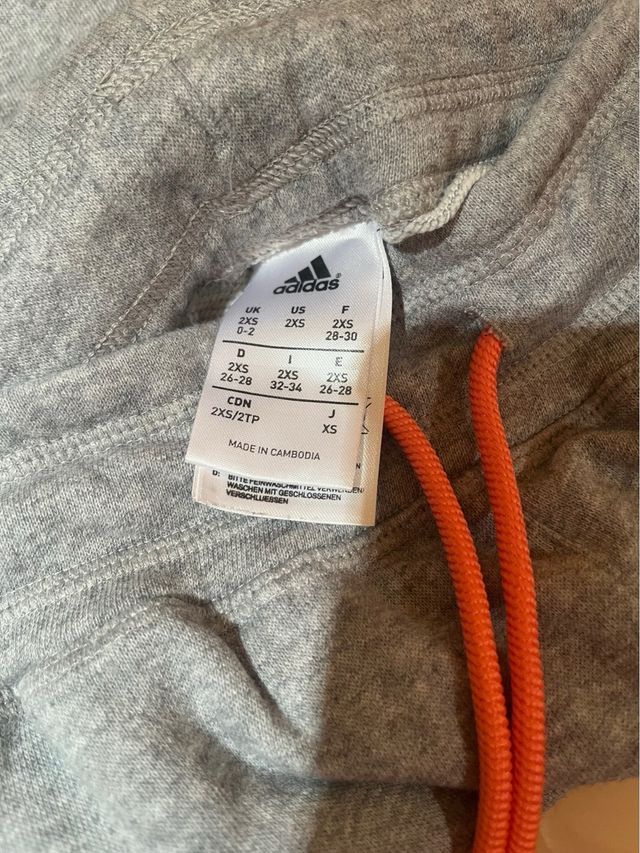 adidas®
UK US F
2XS 2XS 2XS
0-2 28-30
D I E
2XS 2XS 2XS
26-28 32-34 26-28
CDN J
2XS/2TP XS
MADE IN CAMBODIA
D: BITTE FEINWASCHMITTEL VERWENDEN/
WASCHEN MIT GESCHLOSSENEN
VERSCHLUESSEN